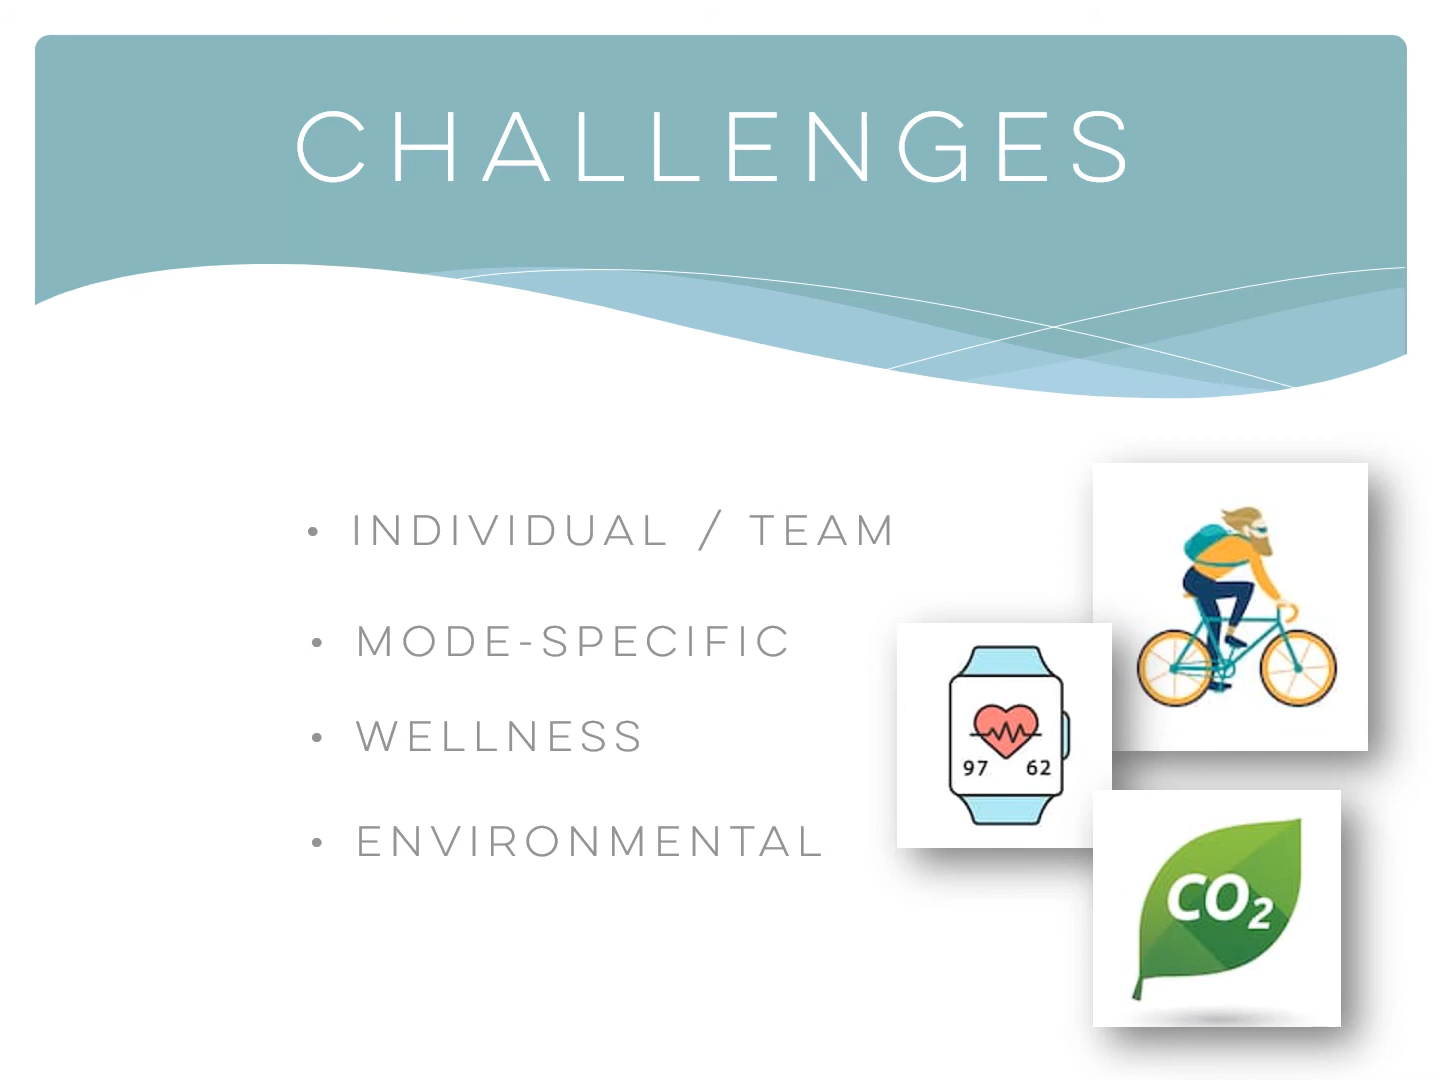 CHALLENGES
• INDIVIDUAL / TEAM
• MODE-SPECIFIC
• WELLNESS
• ENVIRONMENTAL
97 62
CO₂